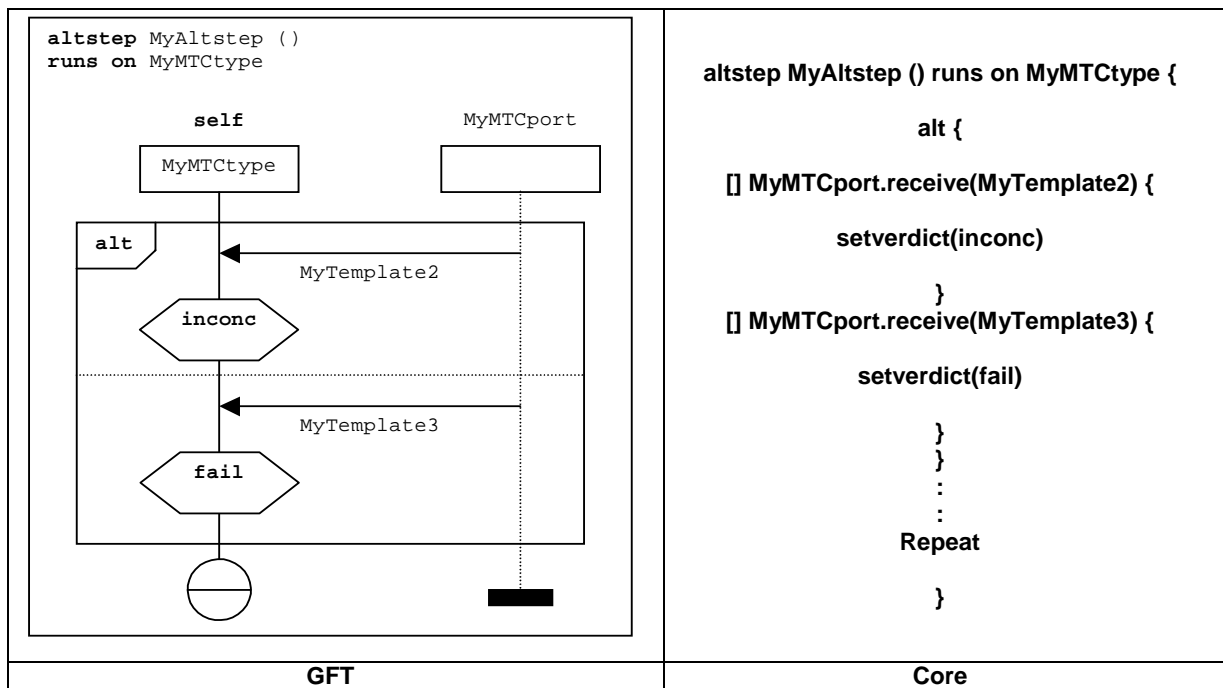 altstep MyAltstep ()
runs on MyMTCtype
self
MyMTCport
MyMTCtype
alt
MyTemplate2
inconc
MyTemplate3
fail
altstep MyAltstep () runs on MyMTCtype {
alt {
[] MyMTCport.receive(MyTemplate2) {
setverdict(inconc)
}
[] MyMTCport.receive(MyTemplate3) {
setverdict(fail)
}
}
:
:
Repeat
}
GFT
Core